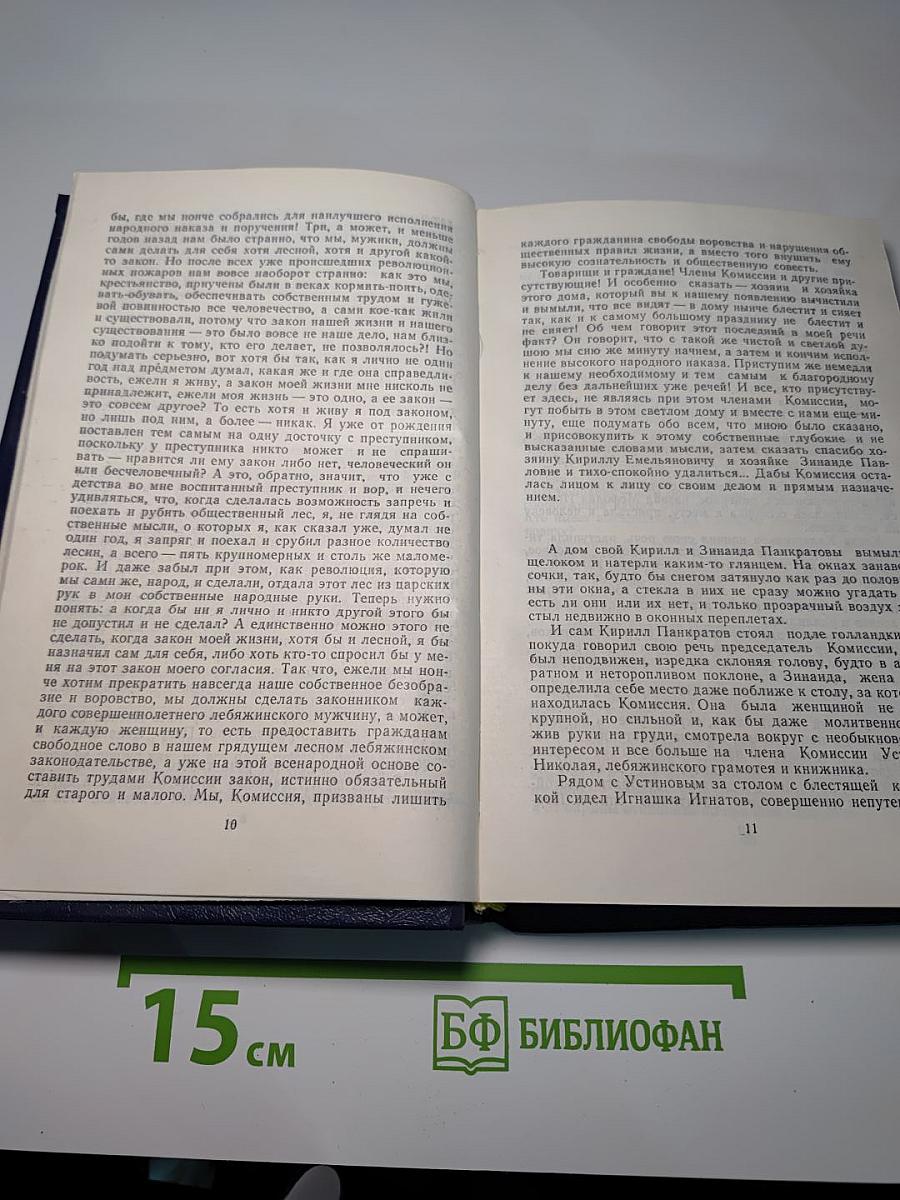 бы, где мы нонче собрались для наилучшего исполнения
народного наказа и поручения! Три, а может, и меньше
годов назад нам было странно, что мы, мужики, должны
сами делать для себя хотя лесной, хотя и другой какой-
то закон. Но после всех уже происшедших революцион-
ных пожаров нам вовсе наоборот странно: как это мы,
крестьянство, приучены были в веках кормить-поить, оде-
вать-обувать, обеспечивать собственным трудом и гуже-
вой повинностью все человечество, а сами кое-как жили
и существовали, потому что закон нашей жизни и нашего
существования — это было вовсе не наше дело, нам близ-
ко подойти к тому, кто его делает, не позволялось?! Но
подумать серьезно, вот хотя бы так, как я лично не один
год над предметом думал, какая же и где она справедли-
вость, ежели я живу, а закон моей жизни мне нисколь не
принадлежит, ежели моя жизнь — это одно, а ее закон —
это совсем другое? То есть хотя и живу я под законом,
но лишь под ним, а более — никак. Я уже от рождения
поставлен тем самым на одну досточку с преступником,
поскольку у преступника никто может и не спраши-
вать — нравится ли ему закон либо нет, человеческий он
или бесчеловечный? А это, обратно, значит, что уже с
детства во мне воспитанный преступник и вор, и нечего
удивляться, что, когда сделалась возможность запречь и
поехать и рубить общественный лес, я, не глядя на соб-
ственные мысли, о которых я, как сказал уже, думал не
один год, я запряг и поехал и срубил разное количество
лесин, а всего — пять крупномерных и столь же маломе-
рок. И даже забыл при этом, как революция, которую
мы сами же, народ, и сделали, отдала этот лес из царских
рук в мои собственные народные руки. Теперь нужно
понять: а когда бы ни я лично и никто другой этого бы
не допустил и не сделал? А единственно можно этого не
сделать, когда закон моей жизни, хотя бы и лесной, я бы
назначил сам для себя, либо хоть кто-то спросил бы у ме-
ня на этот закон моего согласия. Так что, ежели мы нон-
че хотим прекратить навсегда наше собственное безобра-
зие и воровство, мы должны сделать законником каж-
дого совершеннолетнего лебяжинского мужчину, а может,
и каждую женщину, то есть предоставить гражданам
свободное слово в нашем грядущем лесном лебяжинском
законодательстве, а уже на этой всенародной основе со-
ставить трудами Комиссии закон, истинно обязательный
для старого и малого. Мы, Комиссия, призваны лишить
10
каждого гражданина свободы воровства и нарушения об-
щественных правил жизни, а вместо того внушить ему
высокую сознательность и общественную совесть.
Товарищи и граждане! Члены Комиссии и другие при-
сутствующие! И особенно сказать — хозяин и хозяйка
этого дома, который вы к нашему появлению вычистили
и вымыли, что все видят — в дому нынче блестит и сияет
так, как и к самому большому празднику не блестит и
не сияет! Об чем говорит этот последний в моей речи
факт? Он говорит, что с такой же чистой и светлой ду-
шою мы сию же минуту начнем, а затем и кончим испол-
нение высокого народного наказа. Приступим же немедля
к нашему необходимому и тем самым к благородному
делу без дальнейших уже речей! И все, кто присутству-
ет здесь, не являясь при этом членами Комиссии, мо-
гут побыть в этом светлом дому и вместе с нами еще ми-
нуту, еще подумать обо всем, что мною было сказано,
и присовокупить к этому собственные глубокие и не
высказанные словами мысли, затем сказать спасибо хо-
зяину Кириллу Емельяновичу и хозяйке Зинаиде Пав-
ловне и тихо-спокойно удалиться... Дабы Комиссия оста-
лась лицом к лицу со своим делом и прямым назначе-
нием.
А дом свой Кирилл и Зинаида Панкратовы вымыл
щелоком и натерли каким-то глянцем. На окнах занав
сочки, так, будто бы снегом затянуло как раз до полов
ны эти окна, а стекла в них не сразу можно угадать
есть ли они или их нет, и только прозрачный воздух
стыл недвижно в оконных переплетах.
И сам Кирилл Панкратов стоял подле голландки
покуда говорил свою речь председатель Комиссии,
был неподвижен, изредка склоняя голову, будто в а
ратном и неторопливом поклоне, а Зинаида, жена
определила себе место даже поближе к столу, за кото
находилась Комиссия. Она была женщиной не
крупной, но сильной и, как бы даже молитвенно
жив руки на груди, смотрела вокруг с необыкнов
интересом и все больше на члена Комиссии Уст
Николая, лебяжинского грамотея и книжника.
Рядом с Устиновым за столом с блестящей к
кой сидел Игнашка Игнатов, совершенно непуте
11
15 см
БФ БИБЛИОФАН